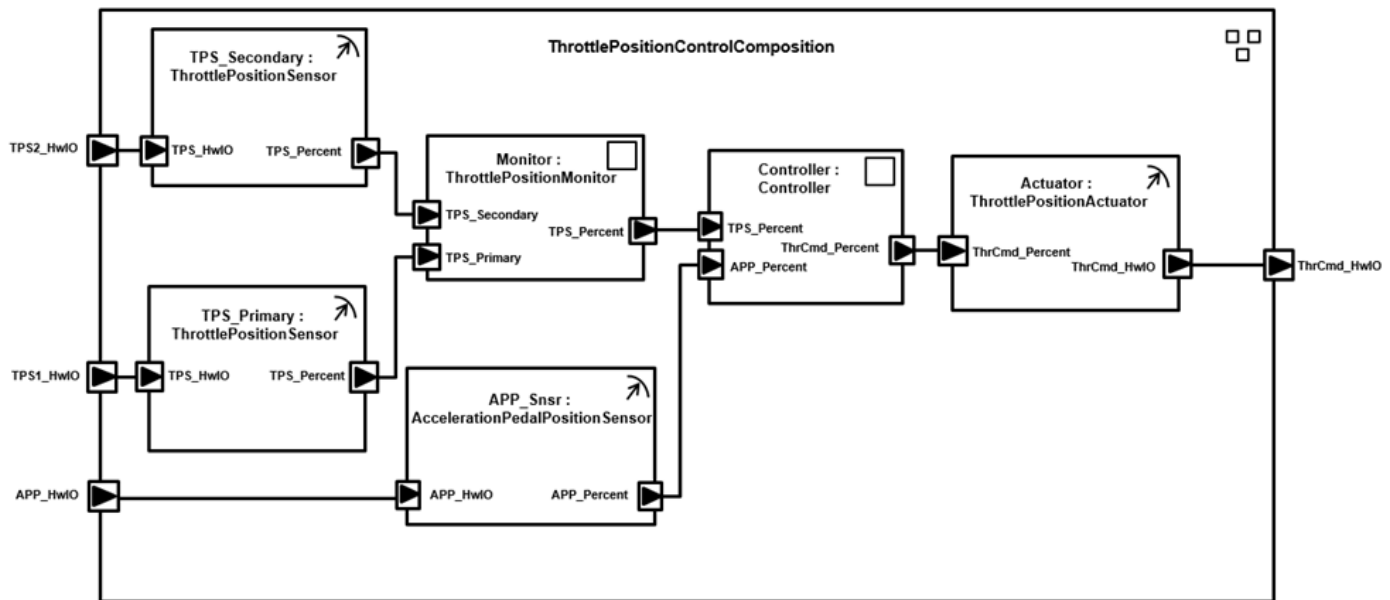 ThrottlePositionControlComposition
TPS_Secondary :
ThrottlePositionSensor
TPS2_HwIO
TPS_HwIO
TPS_Percent
Monitor :
ThrottlePositionMonitor
TPS_Secondary
TPS_Primary
TPS_Percent
Controller :
Controller
TPS_Percent
APP_Percent
ThrCmd_Percent
Actuator :
ThrottlePositionActuator
ThrCmd_Percent
ThrCmd_HwIO
ThrCmd_HwIO
TPS_Primary :
ThrottlePositionSensor
TPS1_HwIO
TPS_HwIO
TPS_Percent
APP_Snsr :
AccelerationPedalPositionSensor
APP_HwIO
APP_HwIO
APP_Percent